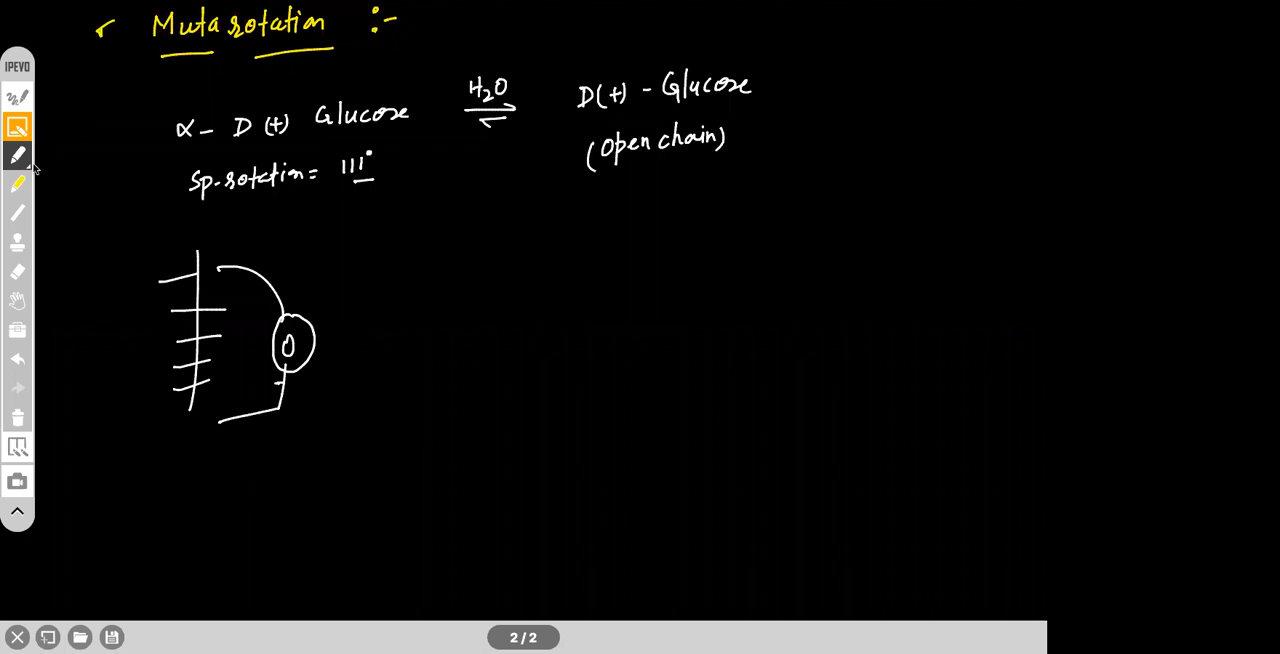 Mutarotation :-
IPEVO
H₂O
α- D (+) Glucose ⇌ D(+) - Glucose
(Open chain)
Sp-rotation = 111°
O
2/2